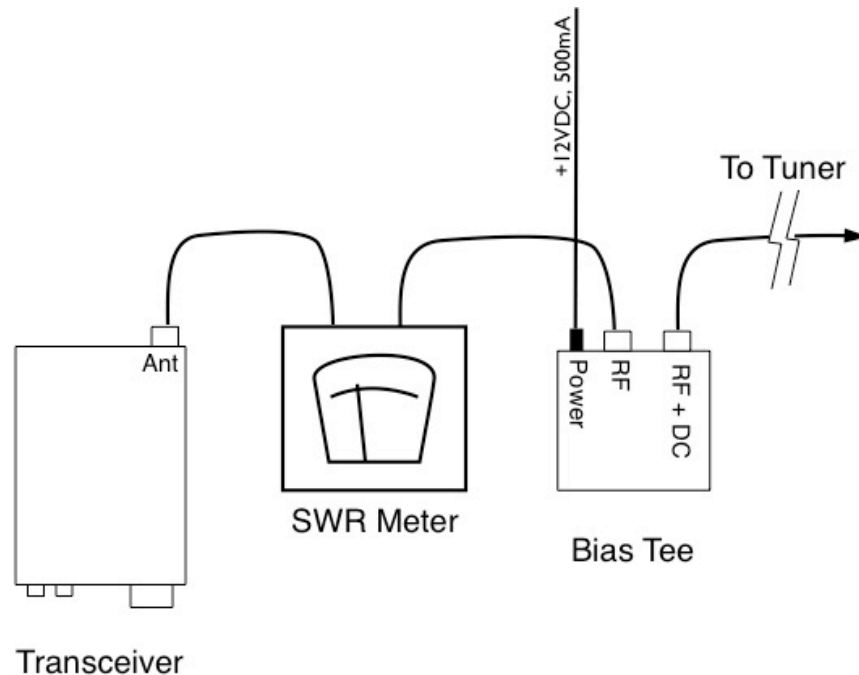 +12VDC, 500mA
To Tuner
Ant
Power
RF
RF + DC
SWR Meter
Bias Tee
Transceiver